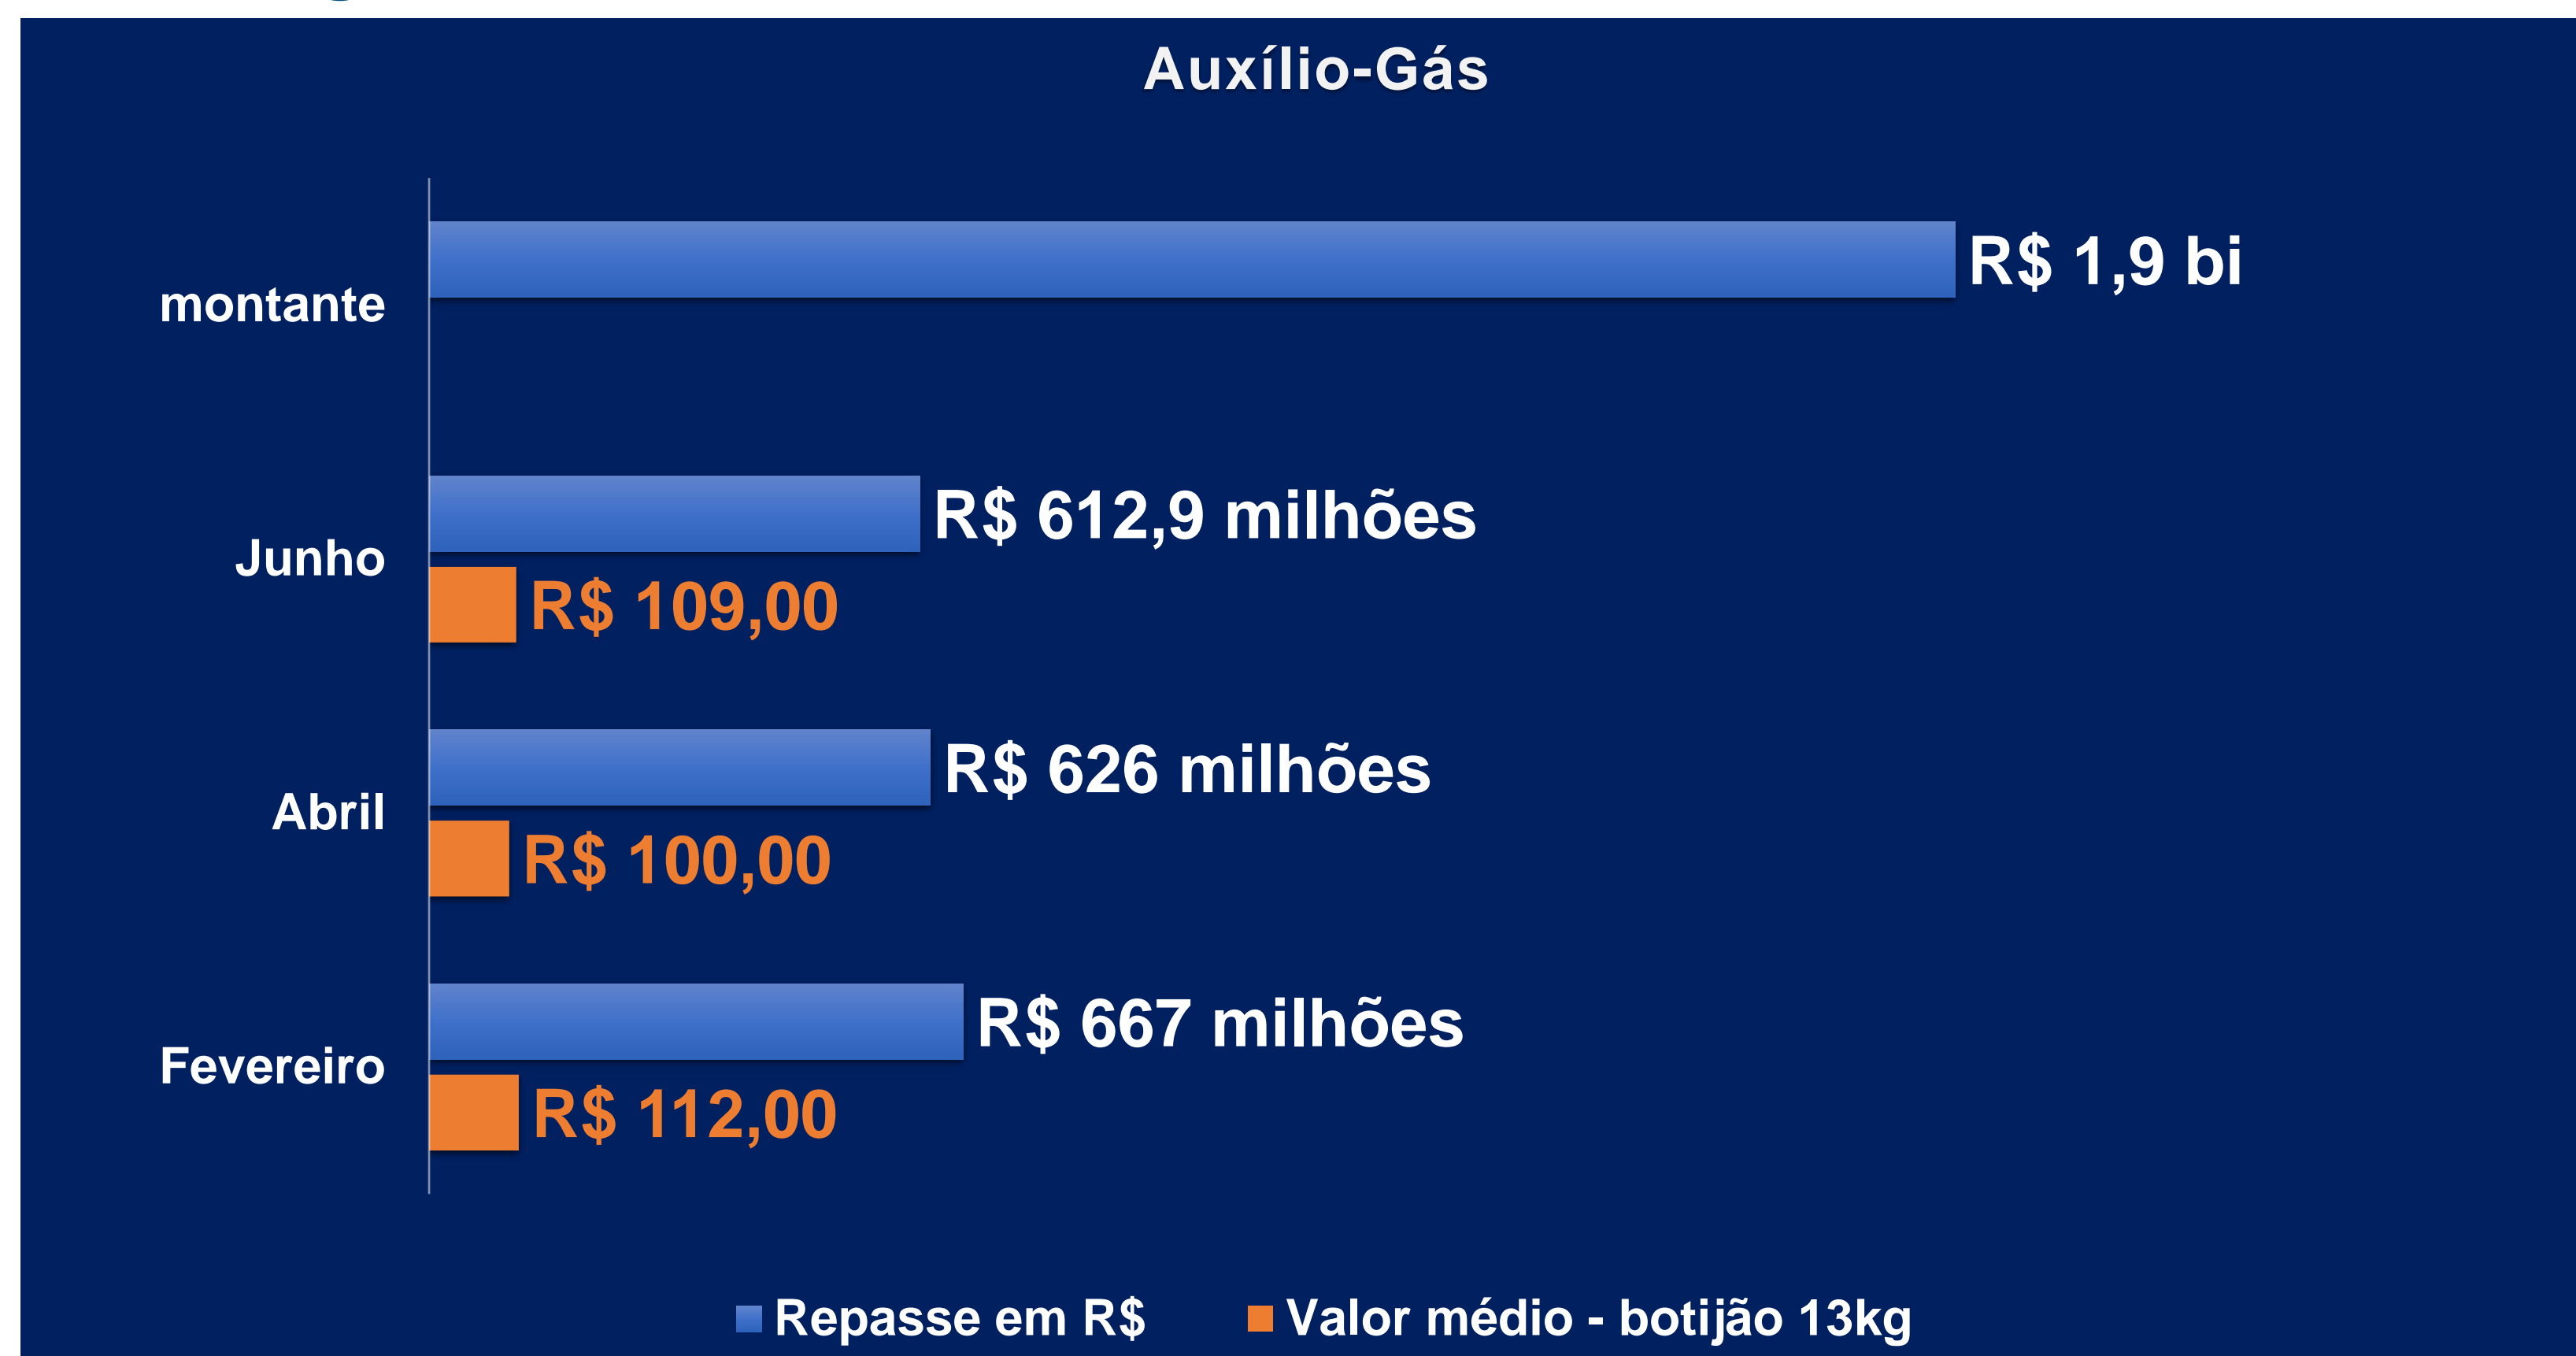 Auxílio-Gás
montante
R$ 1,9 bi
Junho
R$ 612,9 milhões
R$ 109,00
Abril
R$ 626 milhões
R$ 100,00
Fevereiro
R$ 667 milhões
R$ 112,00
Repasse em R$
Valor médio - botijão 13kg